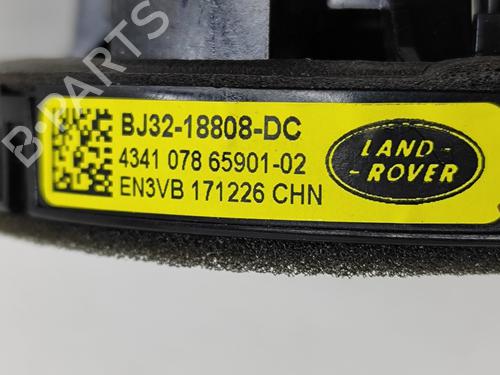 BJ32-18808-DC
4341 078 65901-02
EN3VB 171226 CHN
LAND -
- ROVER
B-PARTS